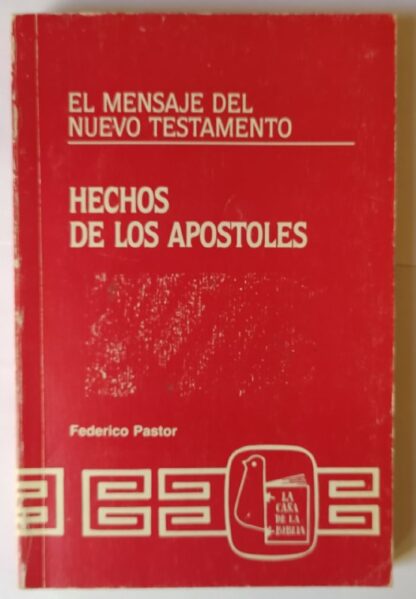 EL MENSAJE DEL
NUEVO TESTAMENTO
HECHOS
DE LOS APOSTOLES
Federico Pastor
LA
CASA
DE LA
BIBLIA